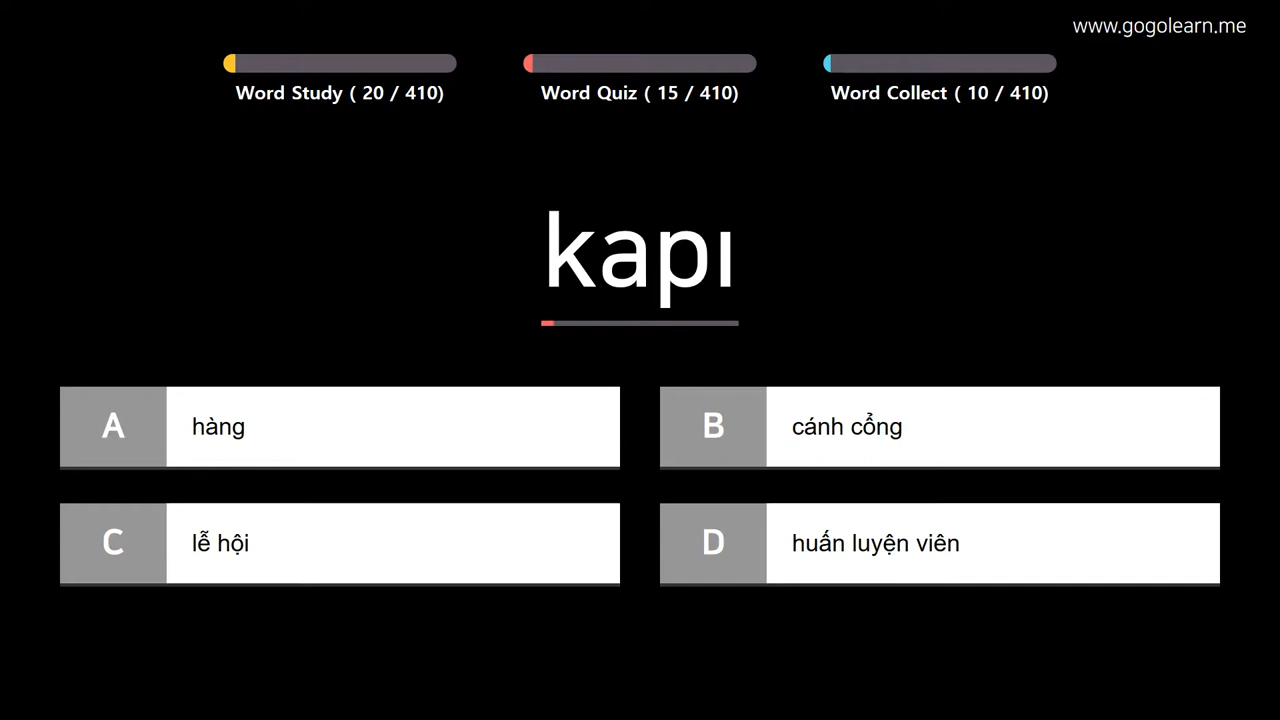 www.gogolearn.me
Word Study ( 20 / 410)
Word Quiz ( 15 / 410)
Word Collect ( 10 / 410)
kapı
A hàng
B cánh cổng
C lễ hội
D huấn luyện viên